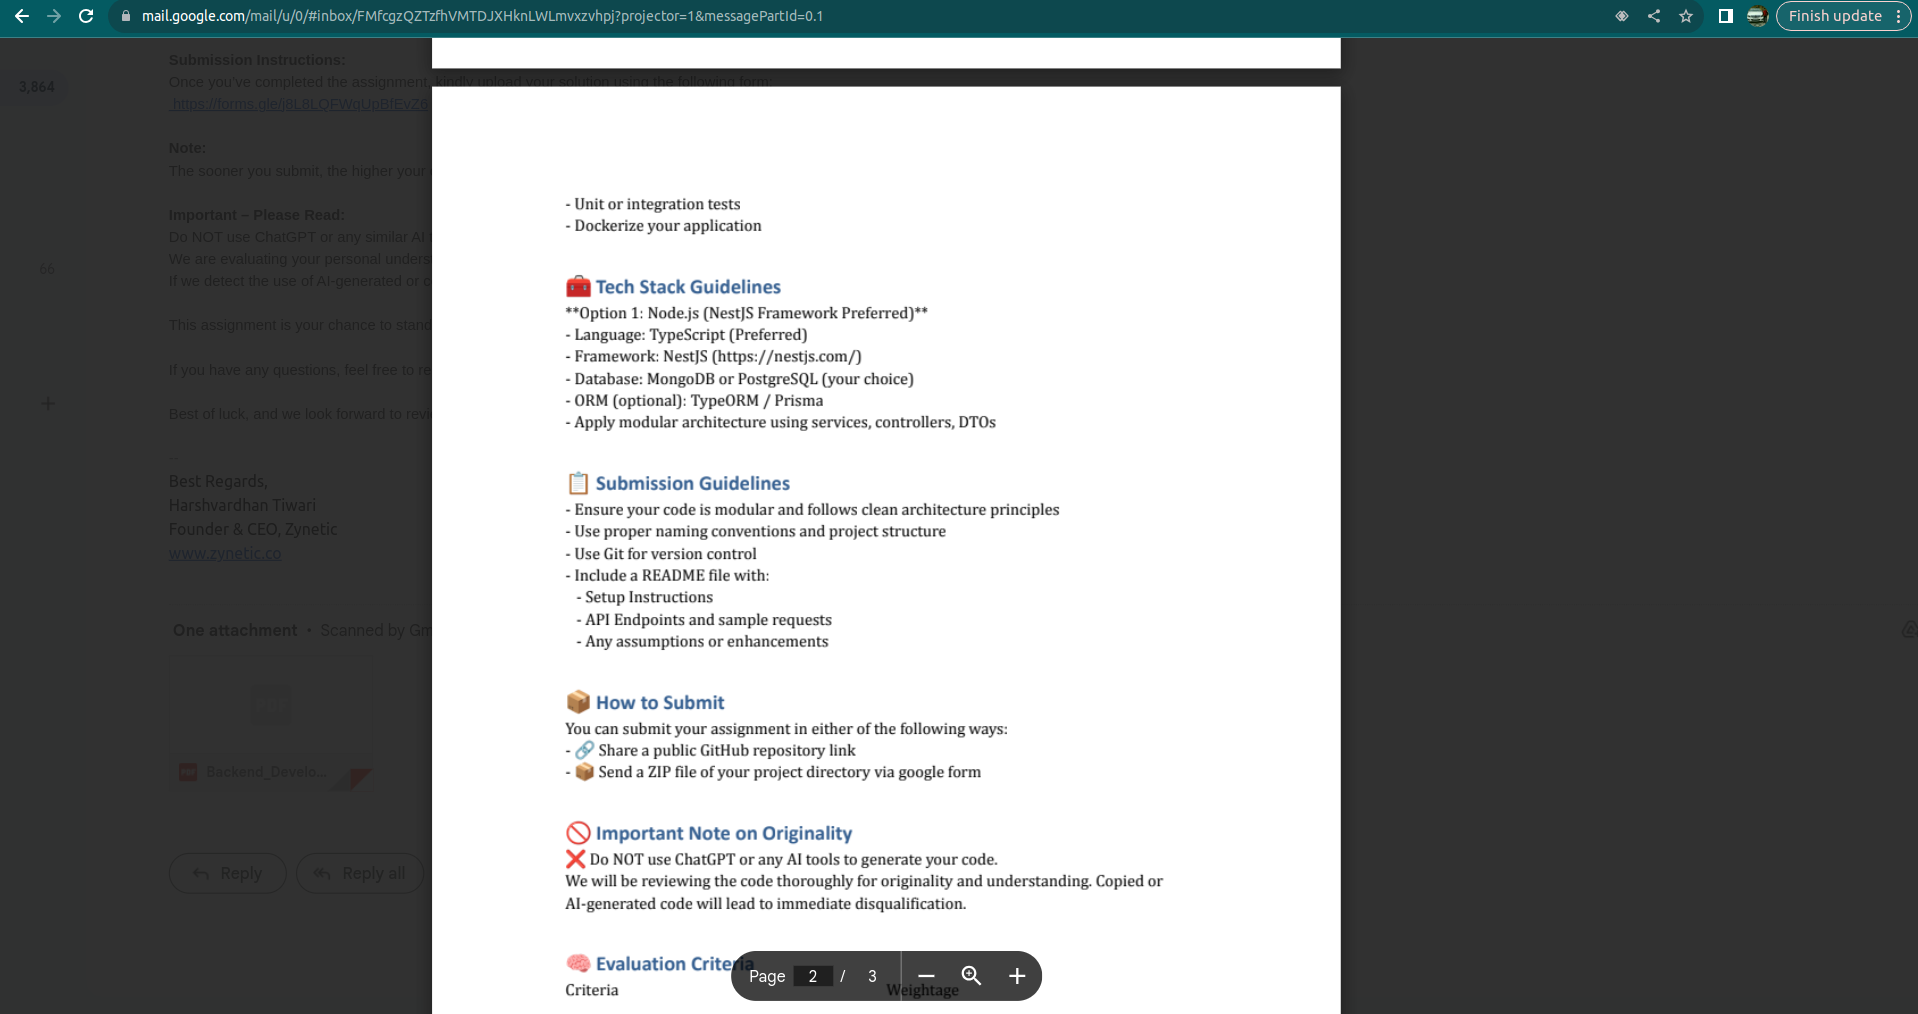 mail.google.com/mail/u/0/#inbox/FMfcgzQZTzfhVMTDJXHknLWLmvxzvhpj?projector=1&messagePartId=0.1
Finish update
3,864
66
Submission Instructions:
Once you've completed the assignment, kindly upload your solution using the following form:
https://forms.gle/j8L8LQFWqUpBfEvZ6
Note:
The sooner you submit, the higher your
Important – Please Read:
Do NOT use ChatGPT or any similar AI
We are evaluating your personal unders
If we detect the use of AI-generated or c
This assignment is your chance to stand
If you have any questions, feel free to re
Best of luck, and we look forward to revi
--
Best Regards,
Harshvardhan Tiwari
Founder & CEO, Zynetic
www.zynetic.co
One attachment • Scanned by Gm
PDF
Backend_Develo...
Reply
Reply all
- Unit or integration tests
- Dockerize your application
🧰 Tech Stack Guidelines
**Option 1: Node.js (NestJS Framework Preferred)**
- Language: TypeScript (Preferred)
- Framework: NestJS (https://nestjs.com/)
- Database: MongoDB or PostgreSQL (your choice)
- ORM (optional): TypeORM / Prisma
- Apply modular architecture using services, controllers, DTOs
📋 Submission Guidelines
- Ensure your code is modular and follows clean architecture principles
- Use proper naming conventions and project structure
- Use Git for version control
- Include a README file with:
- Setup Instructions
- API Endpoints and sample requests
- Any assumptions or enhancements
📦 How to Submit
You can submit your assignment in either of the following ways:
- 🔗 Share a public GitHub repository link
- 📦 Send a ZIP file of your project directory via google form
🚫 Important Note on Originality
❌ Do NOT use ChatGPT or any AI tools to generate your code.
We will be reviewing the code thoroughly for originality and understanding. Copied or
AI-generated code will lead to immediate disqualification.
🧠 Evaluation Criteria
Criteria Weightage
Page 2 / 3